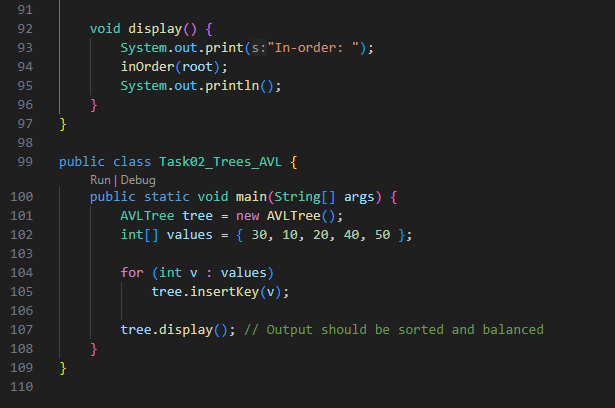 91
92 void display() {
93 System.out.print(s:"In-order: ");
94 inOrder(root);
95 System.out.println();
96 }
97 }
98
99 public class Task02_Trees_AVL {
Run | Debug
100 public static void main(String[] args) {
101 AVLTree tree = new AVLTree();
102 int[] values = { 30, 10, 20, 40, 50 };
103
104 for (int v : values)
105 tree.insertKey(v);
106
107 tree.display(); // Output should be sorted and balanced
108 }
109 }
110